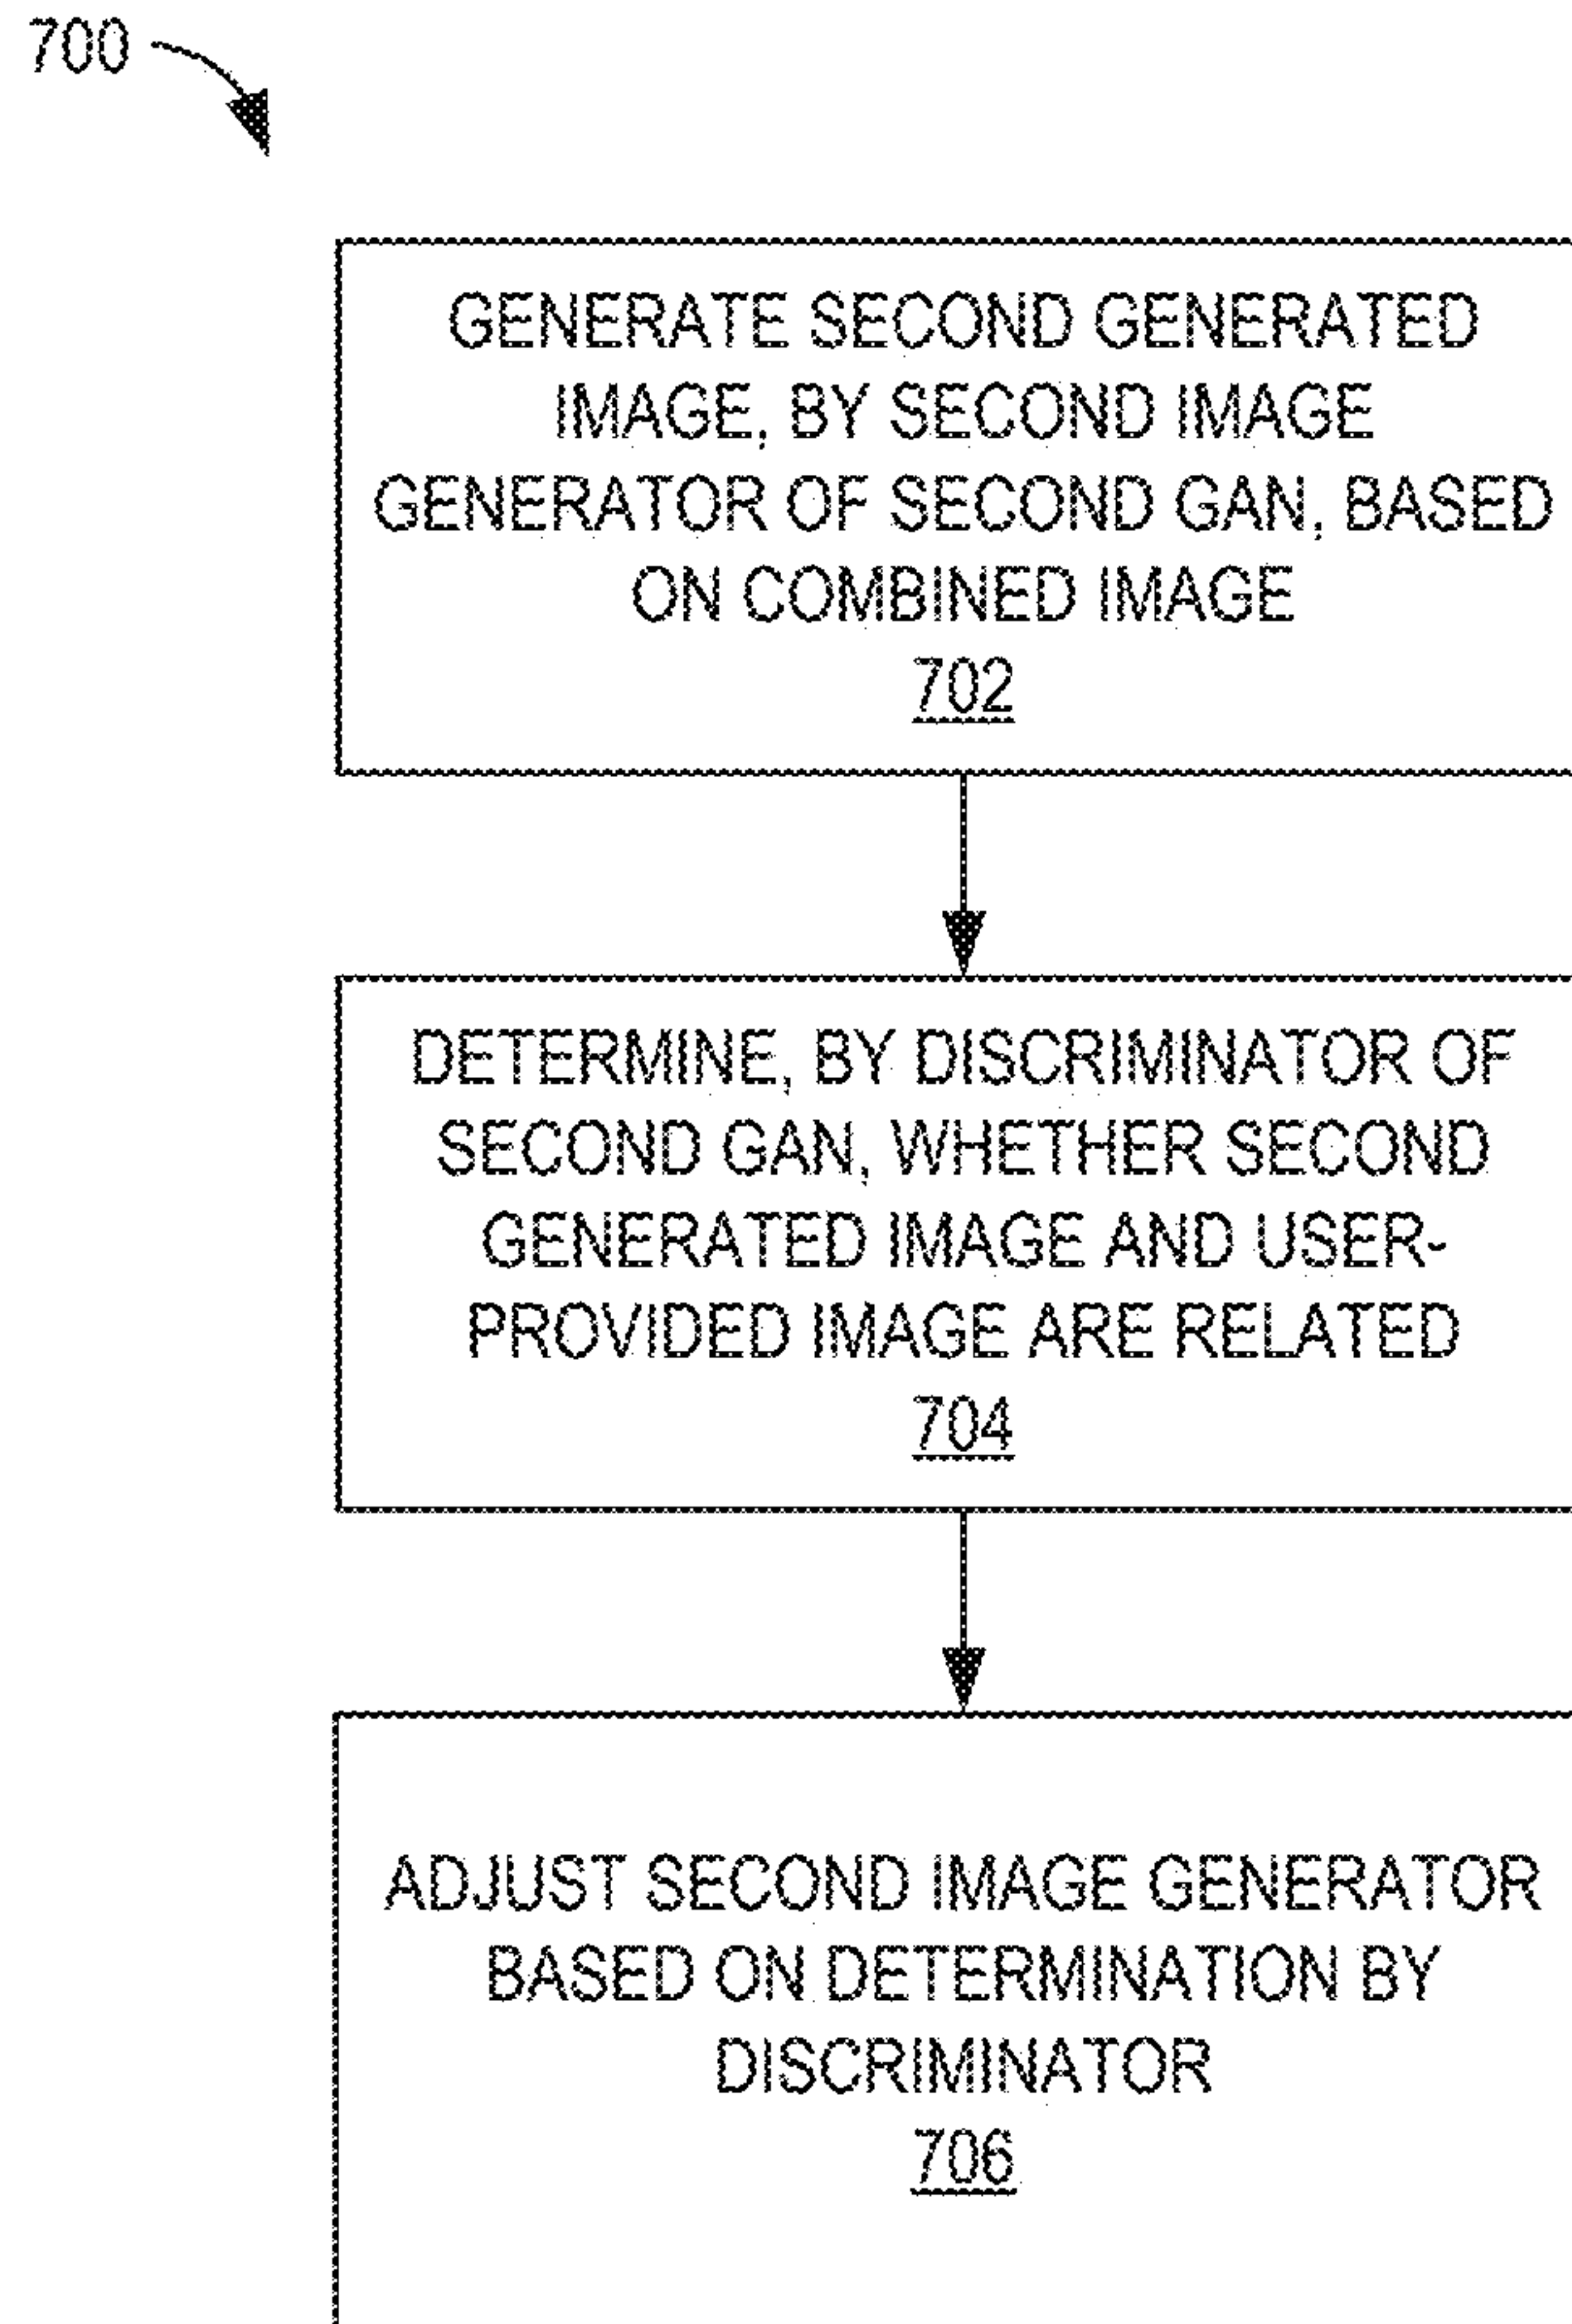 700
GENERATE SECOND GENERATED
IMAGE, BY SECOND IMAGE
GENERATOR OF SECOND GAN, BASED
ON COMBINED IMAGE
702
DETERMINE, BY DISCRIMINATOR OF
SECOND GAN, WHETHER SECOND
GENERATED IMAGE AND USER-
PROVIDED IMAGE ARE RELATED
704
ADJUST SECOND IMAGE GENERATOR
BASED ON DETERMINATION BY
DISCRIMINATOR
706